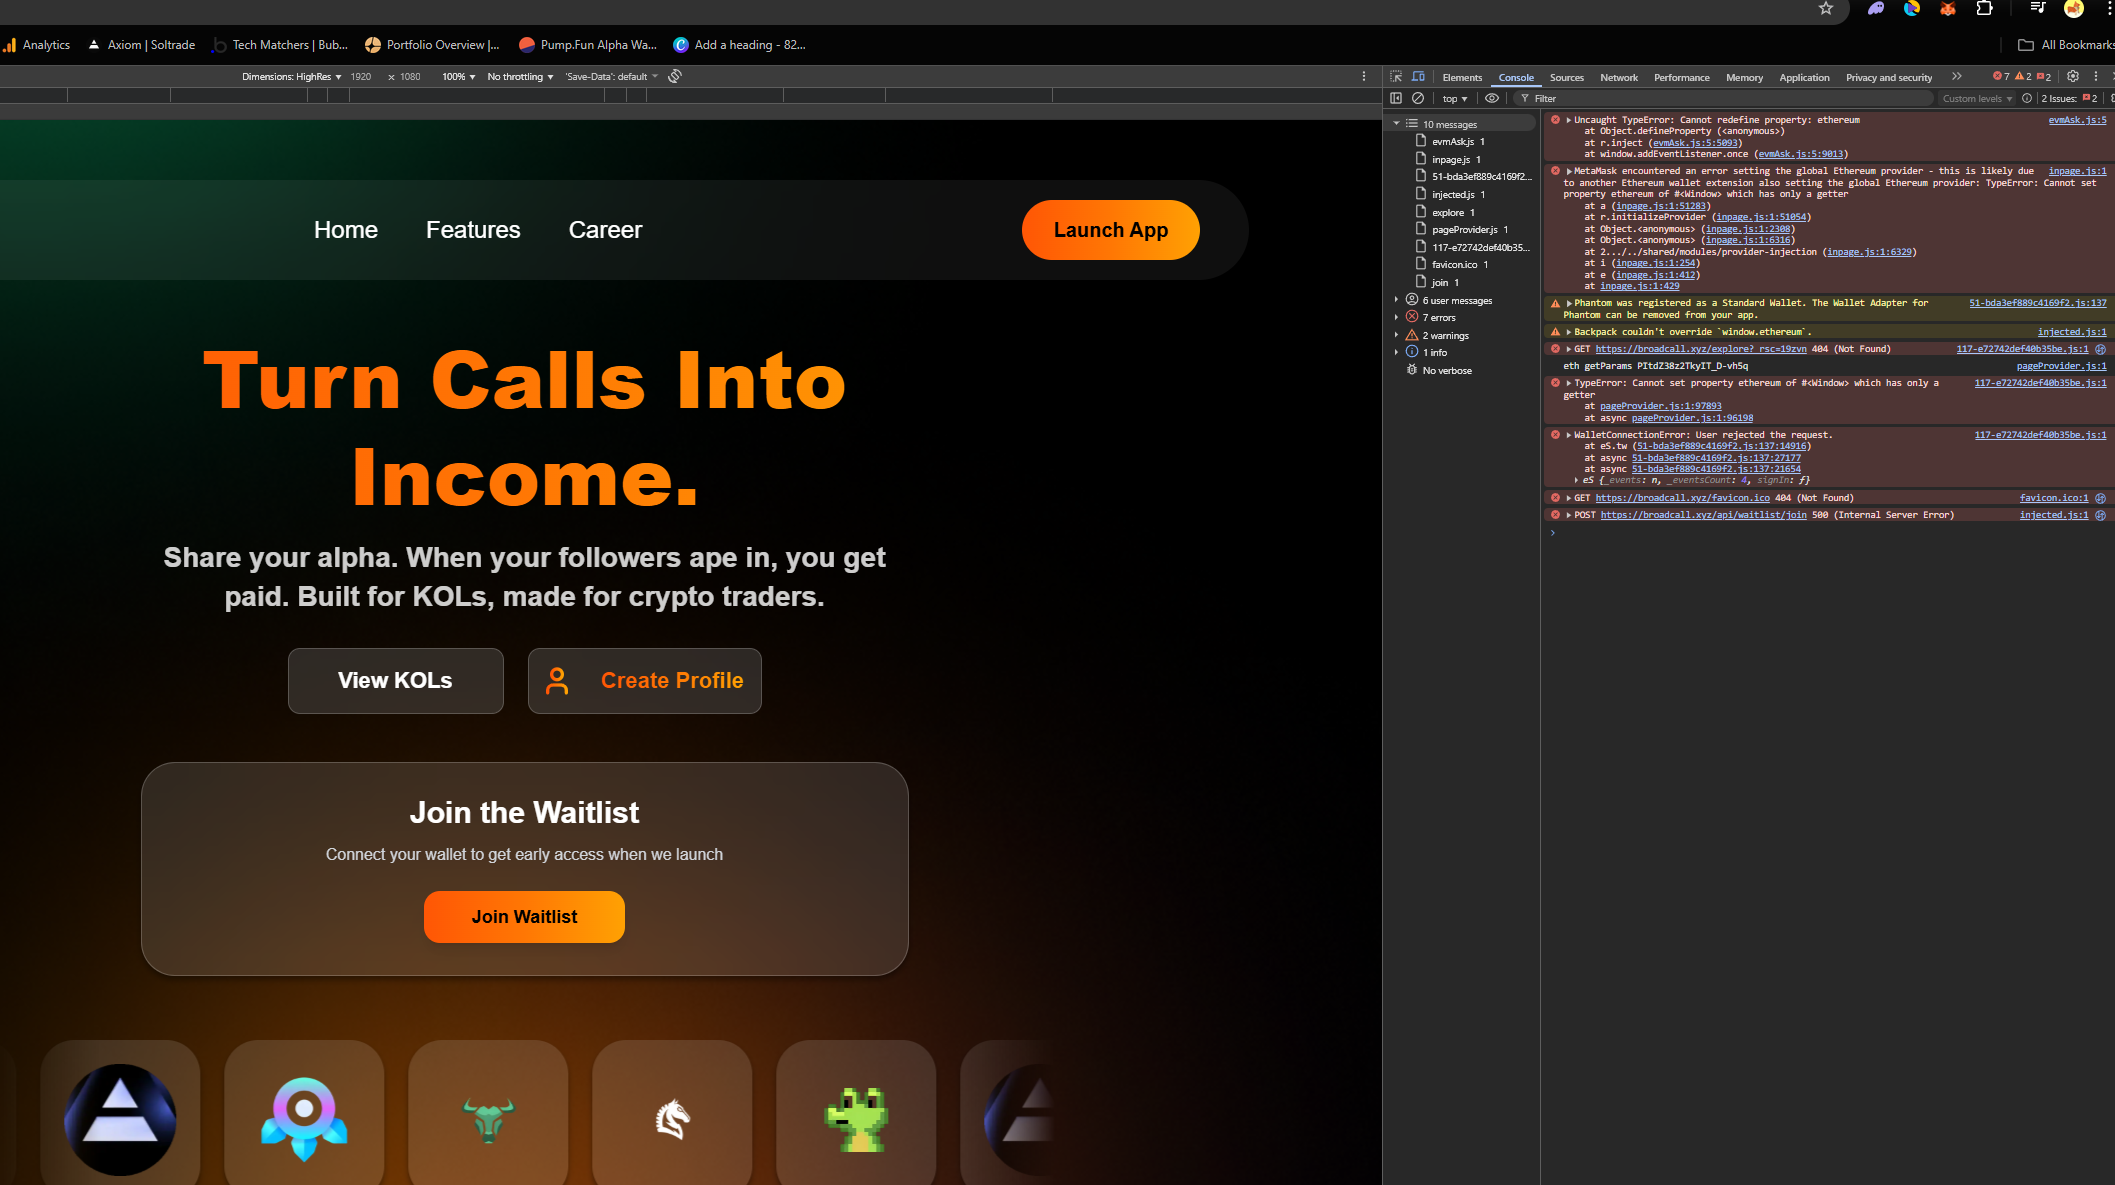 Analytics
Axiom | Soltrade
Tech Matchers | Bub...
Portfolio Overview |...
Pump.Fun Alpha Wa...
Add a heading - 82...
All Bookmarks
Dimensions: HighRes 1920 x 1080 100% No throttling 'Save-Data': default
Home
Features
Career
Launch App
Turn Calls Into
Income.
Share your alpha. When your followers ape in, you get
paid. Built for KOLs, made for crypto traders.
View KOLs
Create Profile
Join the Waitlist
Connect your wallet to get early access when we launch
Join Waitlist
Elements Console Sources Network Performance Memory Application Privacy and security 7 2 2
top Filter Custom levels 2 Issues: 2
10 messages
evmAsk.js 1
inpage.js 1
51-bda3ef889c4169f2...
injected.js 1
explore 1
pageProvider.js 1
117-e72742def40b35...
favicon.ico 1
join 1
6 user messages
7 errors
2 warnings
1 info
No verbose
Uncaught TypeError: Cannot redefine property: ethereum evmAsk.js:5
at Object.defineProperty (<anonymous>)
at r.inject (evmAsk.js:5:5093)
at window.addEventListener.once (evmAsk.js:5:9013)
MetaMask encountered an error setting the global Ethereum provider - this is likely due inpage.js:1
to another Ethereum wallet extension also setting the global Ethereum provider: TypeError: Cannot set
property ethereum of #<Window> which has only a getter
at a (inpage.js:1:51283)
at r.initializeProvider (inpage.js:1:51054)
at Object.<anonymous> (inpage.js:1:2308)
at Object.<anonymous> (inpage.js:1:6316)
at 2.../../shared/modules/provider-injection (inpage.js:1:6329)
at i (inpage.js:1:254)
at e (inpage.js:1:412)
at inpage.js:1:429
Phantom was registered as a Standard Wallet. The Wallet Adapter for 51-bda3ef889c4169f2.js:137
Phantom can be removed from your app.
Backpack couldn't override `window.ethereum`. injected.js:1
GET https://broadcall.xyz/explore?_rsc=19zvn 404 (Not Found) 117-e72742def40b35be.js:1
eth getParams PItdZ38z2TkyIT_D-vh5q pageProvider.js:1
TypeError: Cannot set property ethereum of #<Window> which has only a 117-e72742def40b35be.js:1
getter
at pageProvider.js:1:97893
at async pageProvider.js:1:96198
WalletConnectionError: User rejected the request. 117-e72742def40b35be.js:1
at eS.tw (51-bda3ef889c4169f2.js:137:14916)
at async 51-bda3ef889c4169f2.js:137:27177
at async 51-bda3ef889c4169f2.js:137:21654
eS {_events: n, _eventsCount: 4, signIn: ƒ}
GET https://broadcall.xyz/favicon.ico 404 (Not Found) favicon.ico:1
POST https://broadcall.xyz/api/waitlist/join 500 (Internal Server Error) injected.js:1